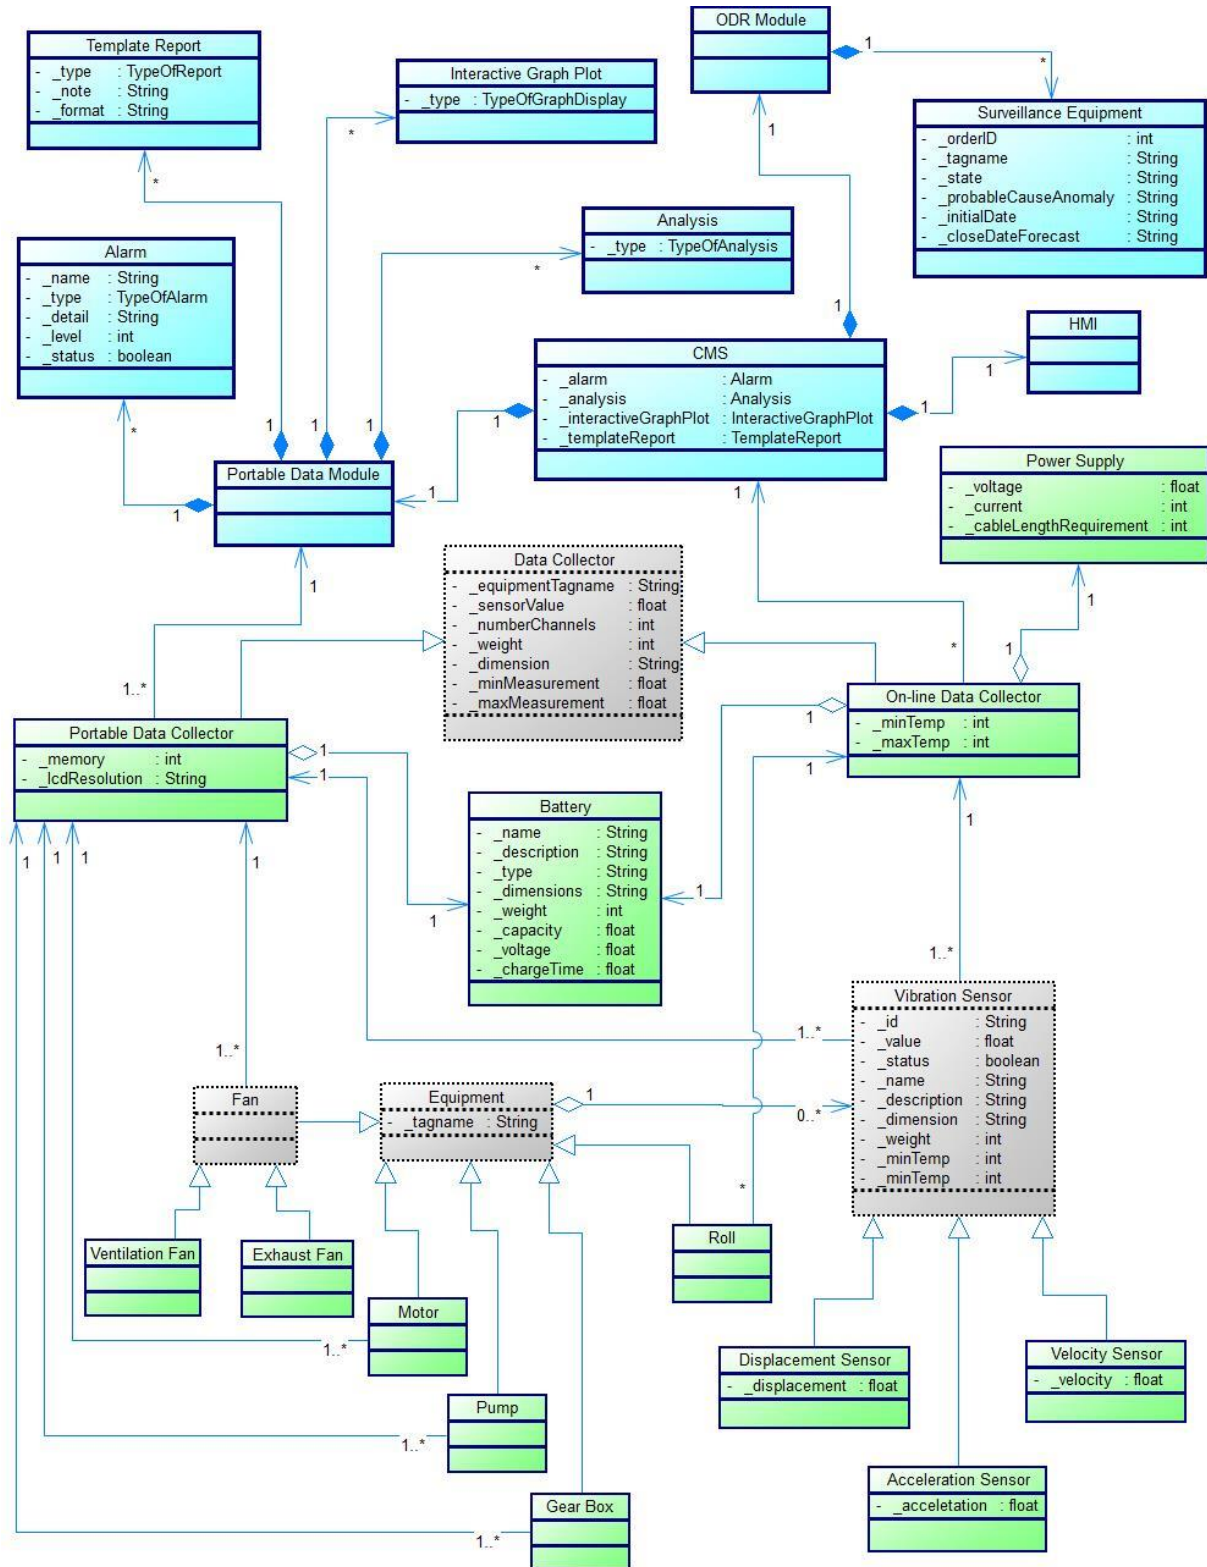 Template Report
- _type : TypeOfReport
- _note : String
- _format : String
*
Interactive Graph Plot
- _type : TypeOfGraphDisplay
*
ODR Module
1
*
1
Surveillance Equipment
- _orderID : int
- _tagname : String
- _state : String
- _probableCauseAnomaly : String
- _initialDate : String
- _closeDateForecast : String
Alarm
- _name : String
- _type : TypeOfAlarm
- _detail : String
- _level : int
- _status : boolean
*
Analysis
- _type : TypeOfAnalysis
*
1
CMS
- _alarm : Alarm
- _analysis : Analysis
- _interactiveGraphPlot : InteractiveGraphPlot
- _templateReport : TemplateReport
1
1
HMI
1
1
1
1
1
1
1
Portable Data Module
1
1
Power Supply
- _voltage : float
- _current : int
- _cableLengthRequirement : int
1
Data Collector
- _equipmentTagname : String
- _sensorValue : float
- _numberChannels : int
- _weight : int
- _dimension : String
- _minMeasurement : float
- _maxMeasurement : float
1..*
*
1
Portable Data Collector
- _memory : int
- _lcdResolution : String
1
1
On-line Data Collector
- _minTemp : int
- _maxTemp : int
1
1
1
Battery
- _name : String
- _description : String
- _type : String
- _dimensions : String
- _weight : int
- _capacity : float
- _voltage : float
- _chargeTime : float
1
1
1
1
1
1
1
1..*
Vibration Sensor
- _id : String
- _value : float
- _status : boolean
- _name : String
- _description : String
- _dimension : String
- _weight : int
- _minTemp : int
- _minTemp : int
1..*
1..*
Fan
Equipment
- _tagname : String
1
0..*
*
Ventilation Fan
Exhaust Fan
Roll
Motor
1..*
Displacement Sensor
- _displacement : float
Velocity Sensor
- _velocity : float
Pump
1..*
Acceleration Sensor
- _acceletation : float
Gear Box
1..*